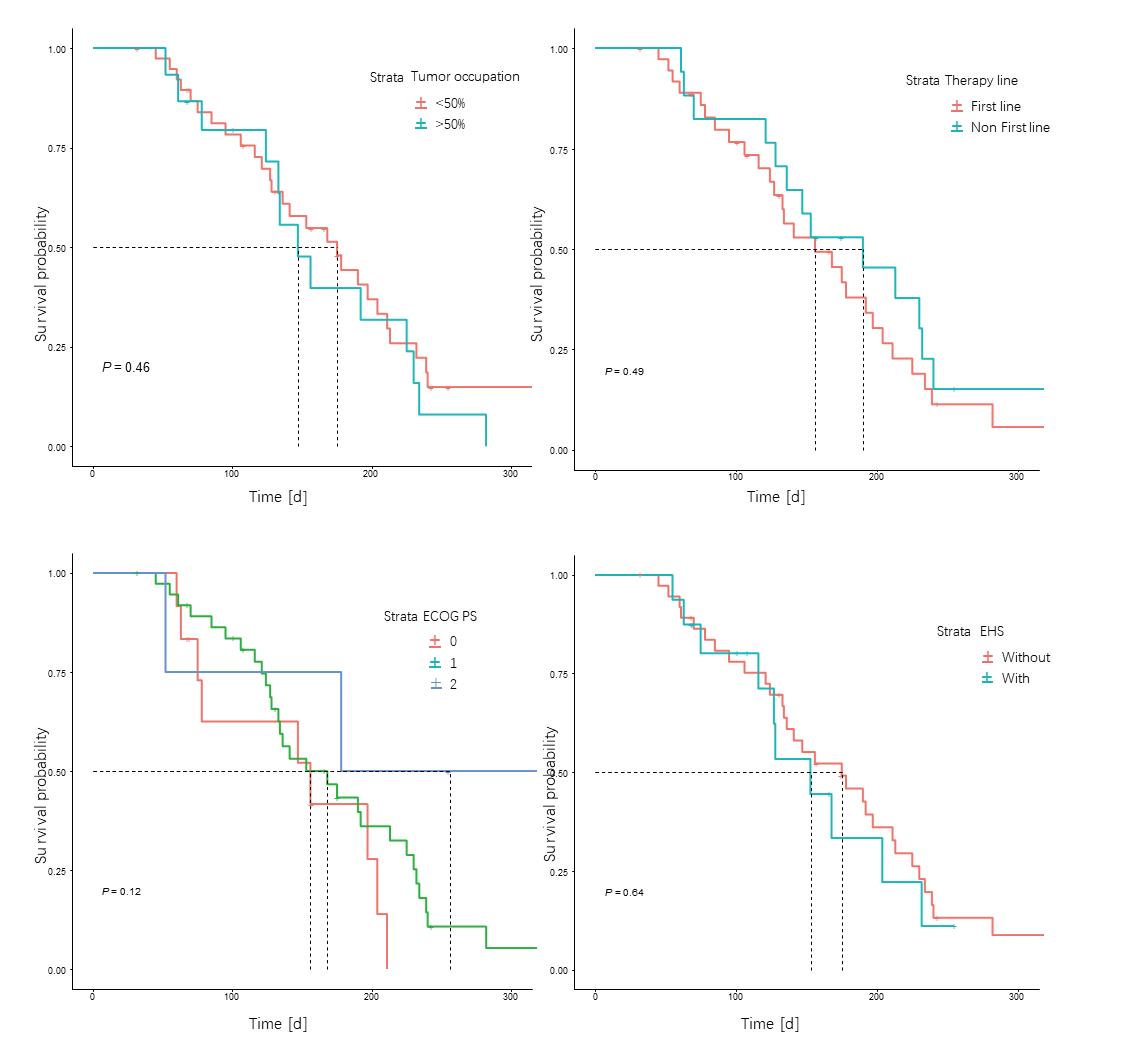 Strata Tumor occupation
<50%
>50%
1.00
0.75
0.50
0.25
0.00
Survival probability
P = 0.46
0
100
200
300
Time [d]
Strata Therapy line
First line
Non First line
1.00
0.75
0.50
0.25
0.00
Survival probability
P = 0.49
0
100
200
300
Time [d]
Strata ECOG PS
0
1
2
1.00
0.75
0.50
0.25
0.00
Survival probability
P = 0.12
0
100
200
300
Time [d]
Strata EHS
Without
With
1.00
0.75
0.50
0.25
0.00
Survival probability
P = 0.64
0
100
200
300
Time [d]